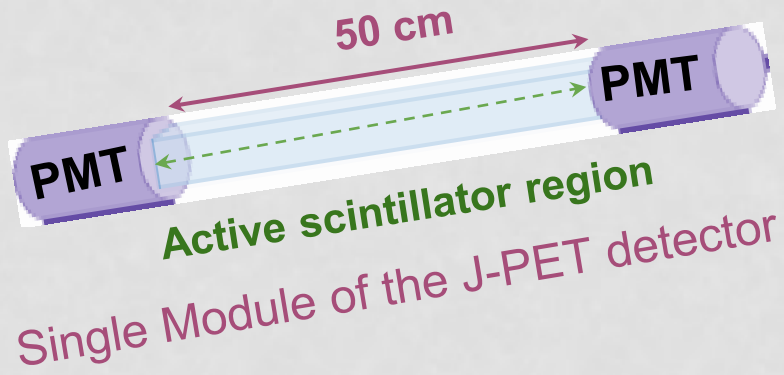 50 cm
PMT
PMT
Active scintillator region
Single Module of the J-PET detector